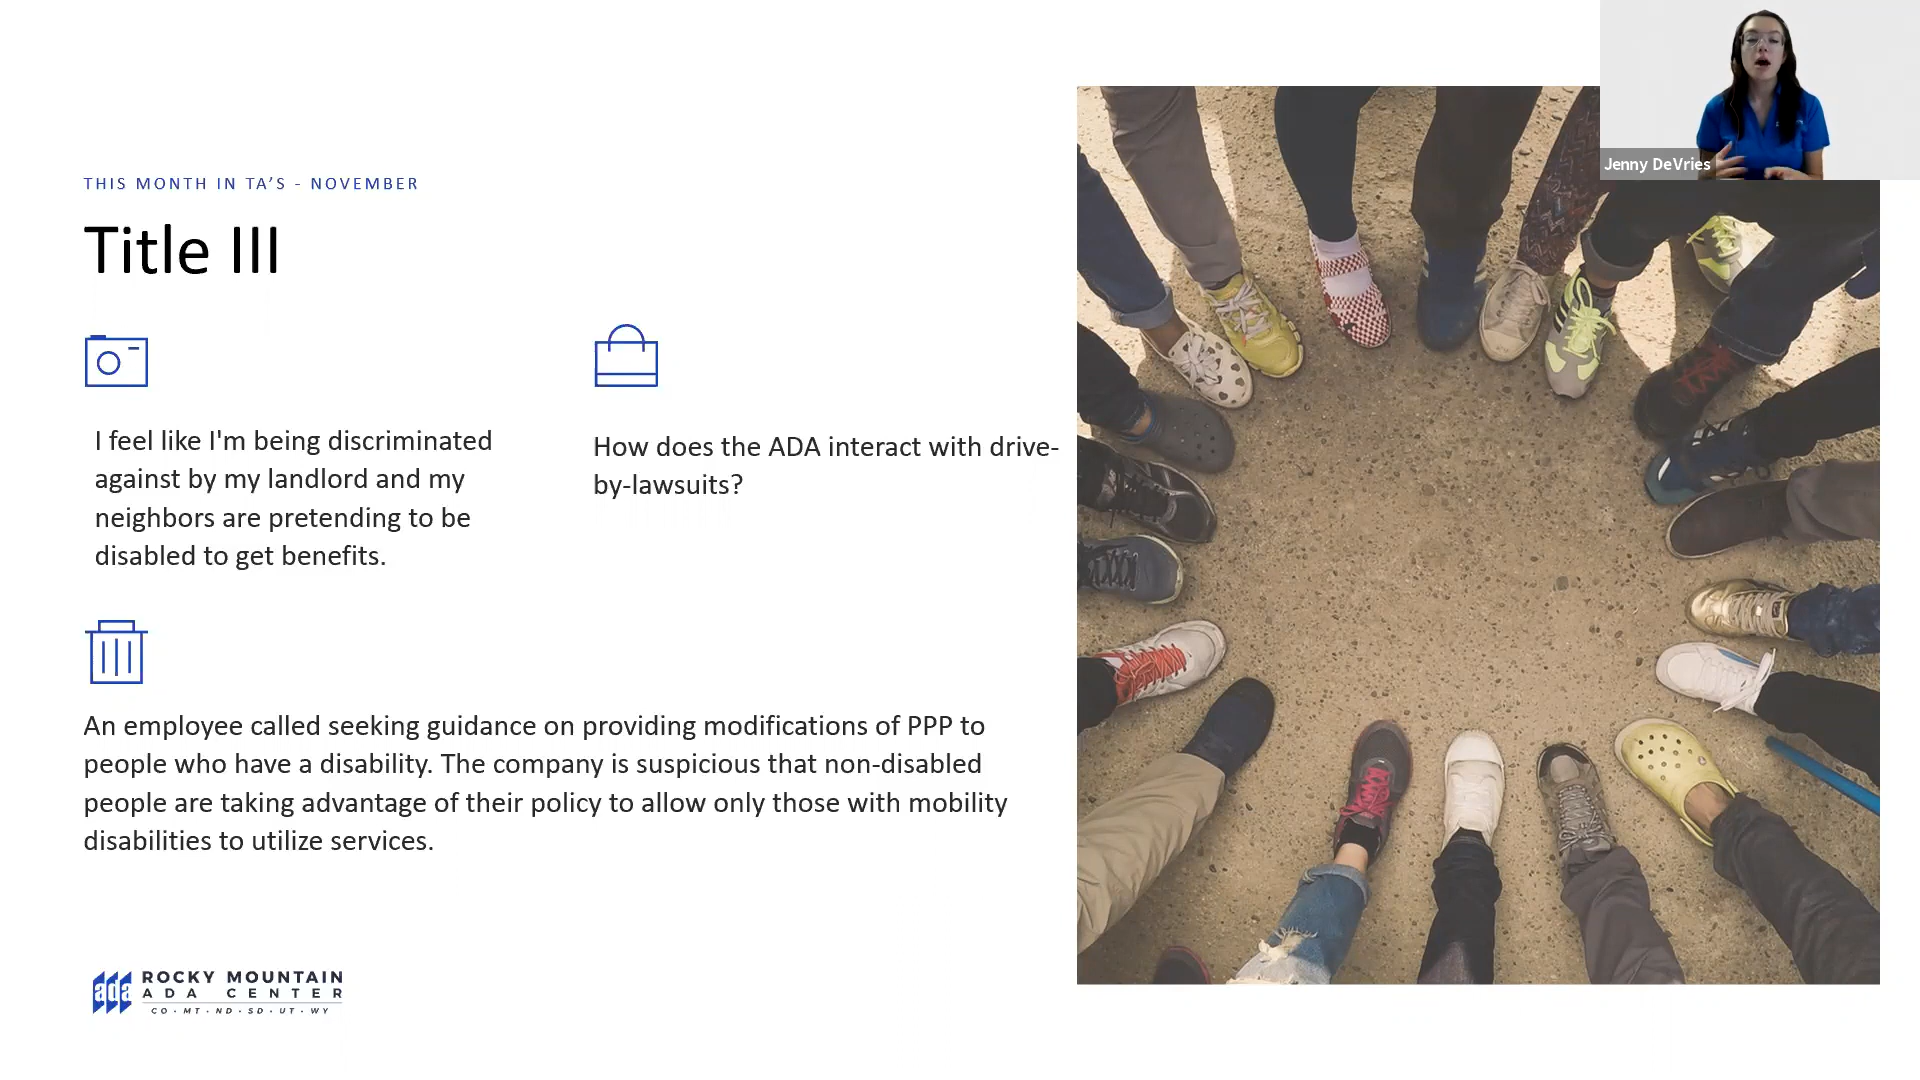 Jenny DeVries
THIS MONTH IN TA'S - NOVEMBER
Title III
I feel like I'm being discriminated
against by my landlord and my
neighbors are pretending to be
disabled to get benefits.
How does the ADA interact with drive-
by-lawsuits?
An employee called seeking guidance on providing modifications of PPP to
people who have a disability. The company is suspicious that non-disabled
people are taking advantage of their policy to allow only those with mobility
disabilities to utilize services.
ada
ROCKY MOUNTAIN
ADA CENTER
CO · MT · ND · SD · UT · WY